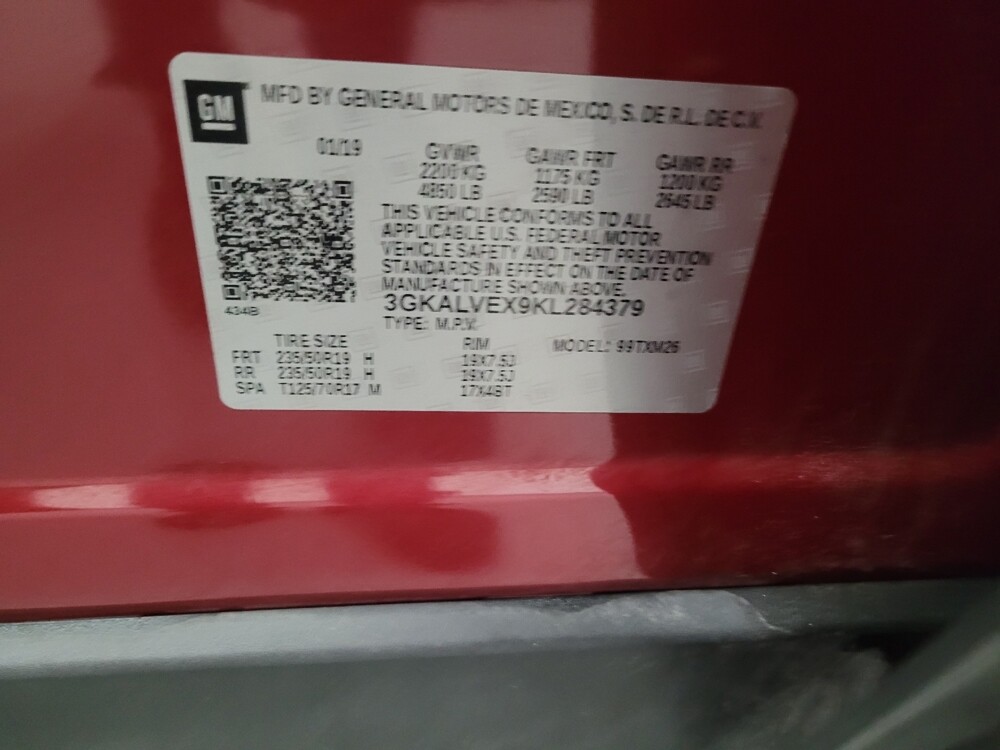 GM MFD BY GENERAL MOTORS DE MEXICO, S. DE R.L. DE C.V.
01/19 GVWR GAWR FRT GAWR RR
2200 KG 1175 KG 1200 KG
4850 LB 2590 LB 2645 LB
THIS VEHICLE CONFORMS TO ALL
APPLICABLE U.S. FEDERAL MOTOR
VEHICLE SAFETY AND THEFT PREVENTION
STANDARDS IN EFFECT ON THE DATE OF
MANUFACTURE SHOWN ABOVE.
3GKALVEX9KL284379
434B
TYPE: M.P.V.
TIRE SIZE RIM MODEL: 99TXM26
FRT 235/50R19 H 19X7.5J
RR 235/50R19 H 19X7.5J
SPA T125/70R17 M 17X4BT